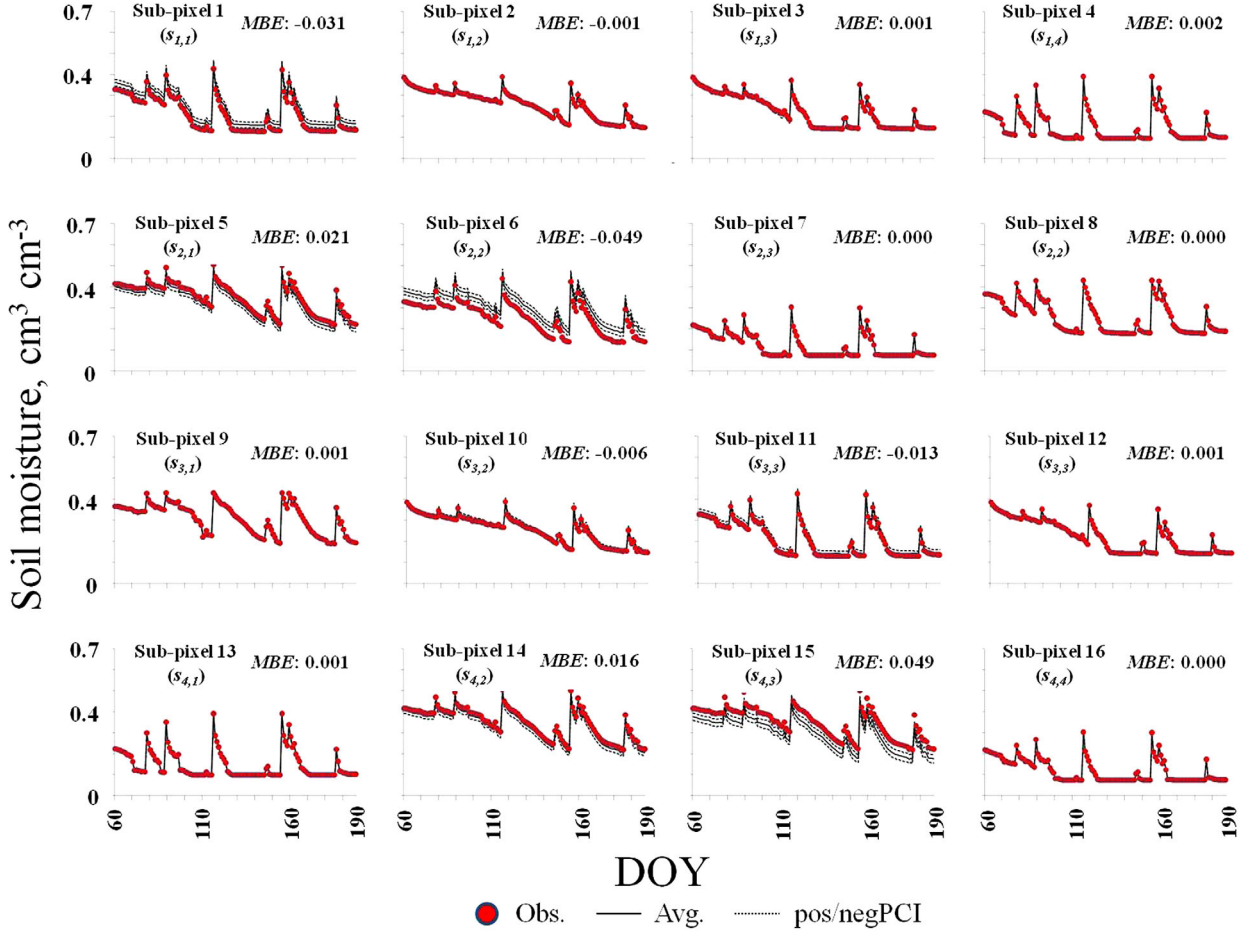 0.7
Sub-pixel 1
(s1,1)
MBE: -0.031
Sub-pixel 2
(s1,2)
MBE: -0.001
Sub-pixel 3
(s1,3)
MBE: 0.001
Sub-pixel 4
(s1,4)
MBE: 0.002
0.4
0
0.7
Sub-pixel 5
(s2,1)
MBE: 0.021
Sub-pixel 6
(s2,2)
MBE: -0.049
Sub-pixel 7
(s2,3)
MBE: 0.000
Sub-pixel 8
(s2,2)
MBE: 0.000
0.4
0
0.7
Sub-pixel 9
(s3,1)
MBE: 0.001
Sub-pixel 10
(s3,2)
MBE: -0.006
Sub-pixel 11
(s3,3)
MBE: -0.013
Sub-pixel 12
(s3,3)
MBE: 0.001
0.4
0
0.7
Sub-pixel 13
(s4,1)
MBE: 0.001
Sub-pixel 14
(s4,2)
MBE: 0.016
Sub-pixel 15
(s4,3)
MBE: 0.049
Sub-pixel 16
(s4,4)
MBE: 0.000
0.4
0
Soil moisture, cm³ cm⁻³
60 110 160 190
60 110 160 190
60 110 160 190
60 110 160 190
DOY
Obs. Avg. pos/negPCI